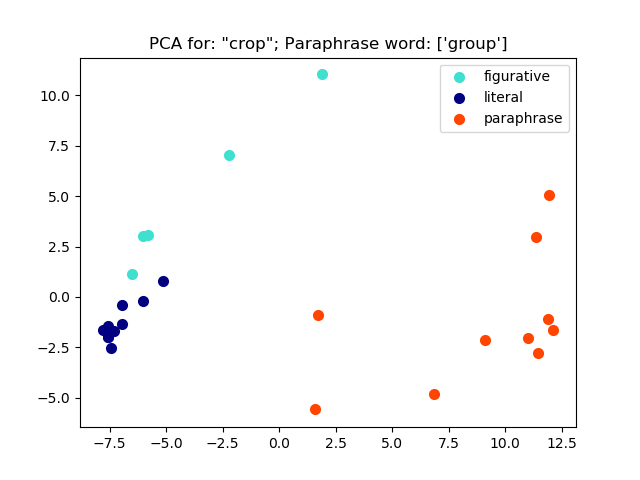 PCA for: "crop"; Paraphrase word: ['group']
figurative
literal
paraphrase
10.0
7.5
5.0
2.5
0.0
−2.5
−5.0
−7.5 −5.0 −2.5 0.0 2.5 5.0 7.5 10.0 12.5